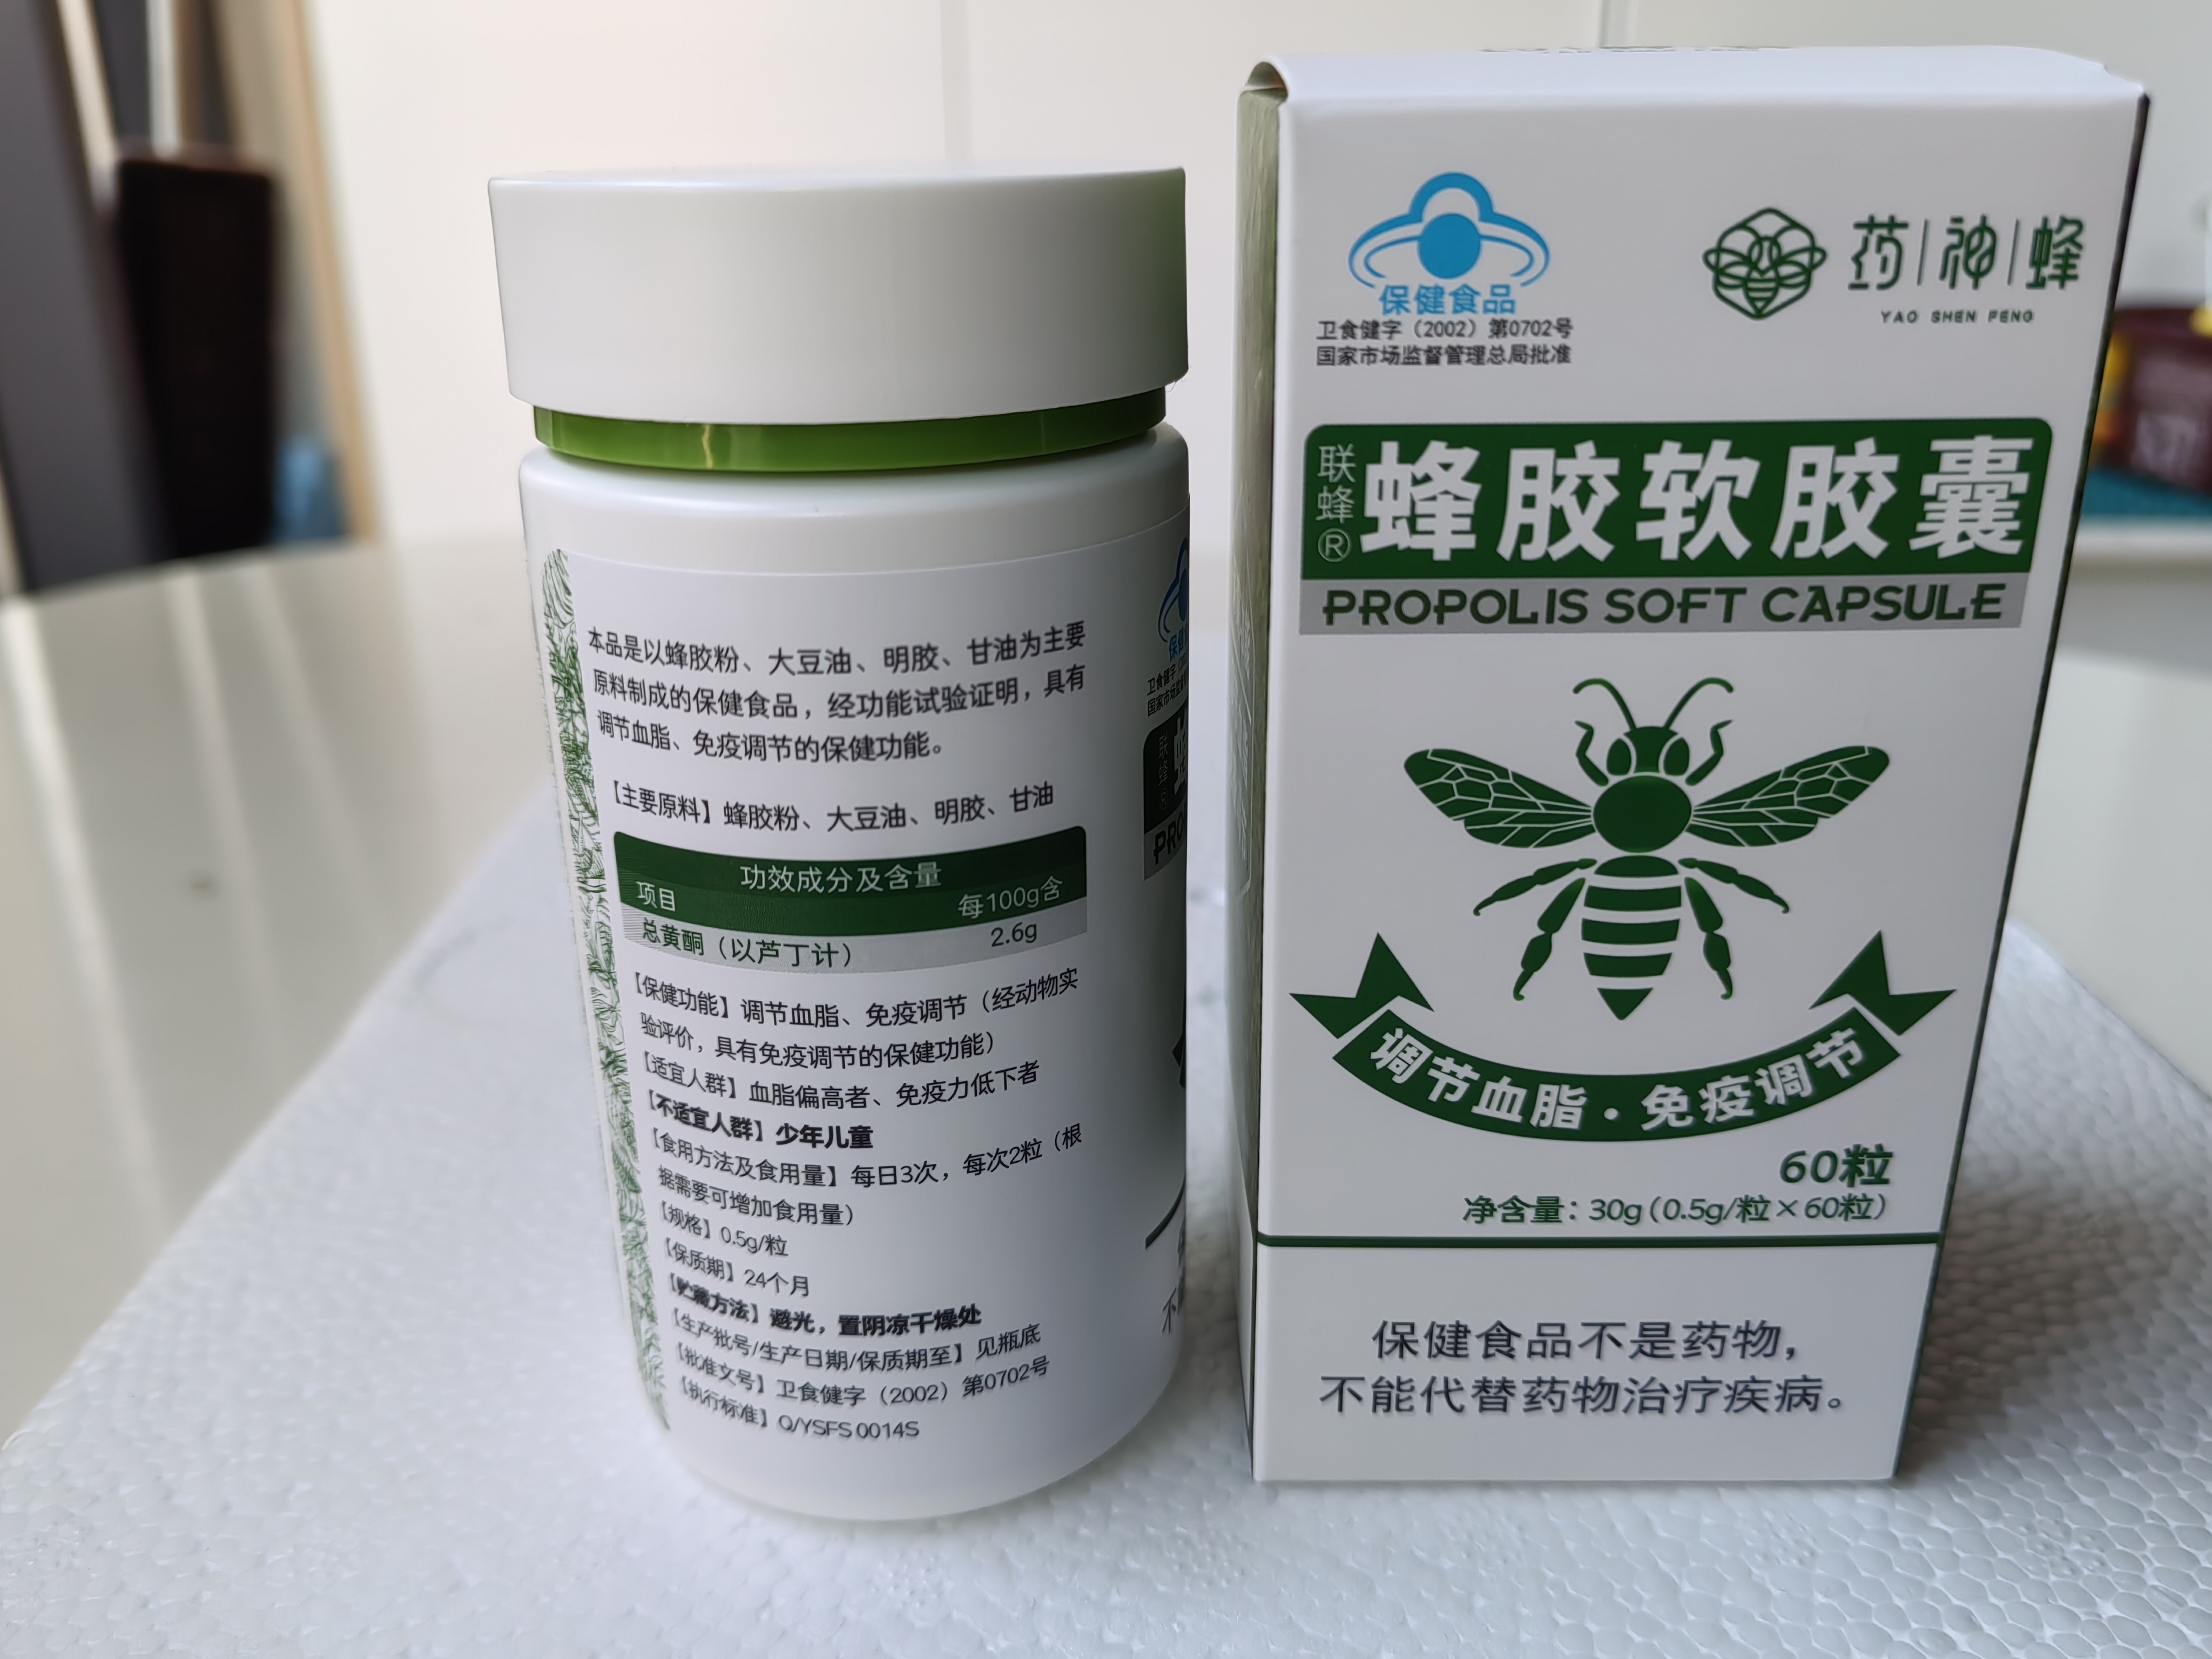 本品是以蜂胶粉、大豆油、明胶、甘油为主要
原料制成的保健食品，经功能试验证明，具有
调节血脂、免疫调节的保健功能。
【主要原料】蜂胶粉、大豆油、明胶、甘油
功效成分及含量
项目 每100g含
总黄酮（以芦丁计） 2.6g
【保健功能】调节血脂、免疫调节（经动物实
验评价，具有免疫调节的保健功能）
【适宜人群】血脂偏高者、免疫力低下者
【不适宜人群】少年儿童
【食用方法及食用量】每日3次，每次2粒（根
据需要可增加食用量）
【规格】0.5g/粒
【保质期】24个月
【贮藏方法】避光，置阴凉干燥处
【生产批号/生产日期/保质期至】见瓶底
【批准文号】卫食健字（2002）第0702号
【执行标准】Q/YSFS 0014S
保健食品
卫食健字（2002）第0702号
国家市场监督管理总局批准
药神蜂
YAO SHEN FENG
联蜂®
蜂胶软胶囊
PROPOLIS SOFT CAPSULE
调节血脂·免疫调节
60粒
净含量：30g（0.5g/粒×60粒）
保健食品不是药物，
不能代替药物治疗疾病。